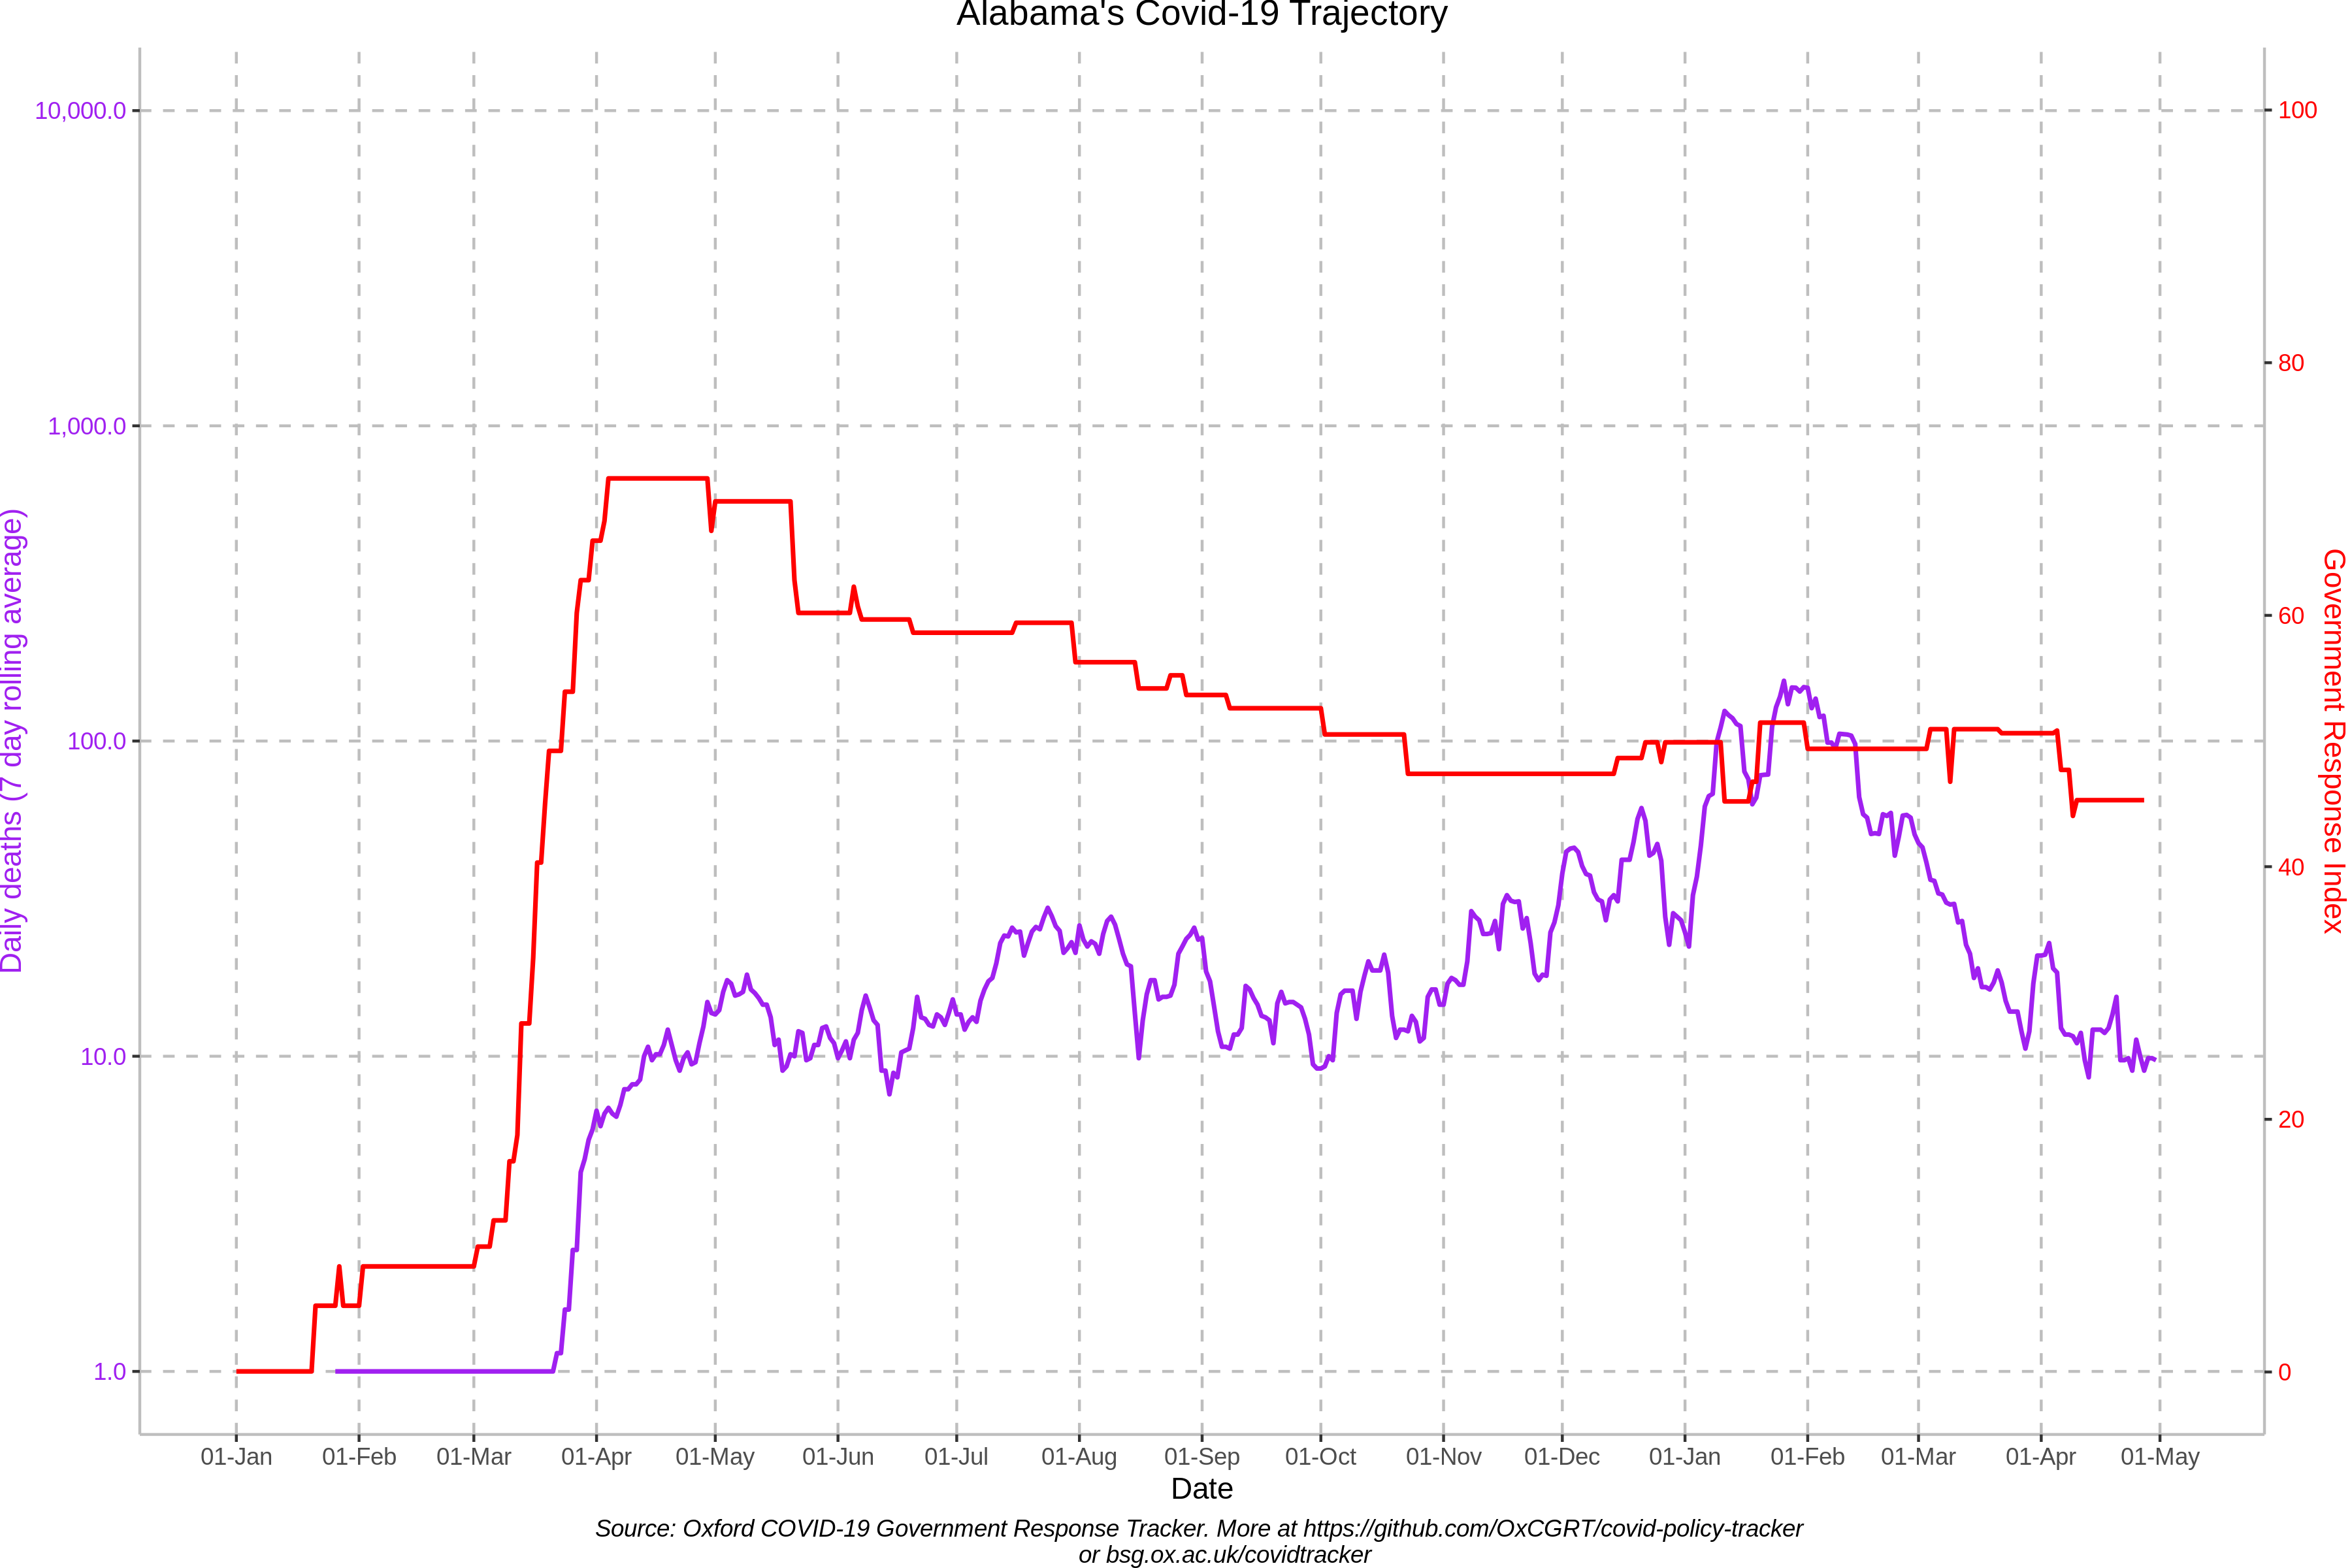 Alabama's Covid-19 Trajectory
10,000.0
1,000.0
100.0
10.0
1.0
Daily deaths (7 day rolling average)
100
80
60
40
20
0
Government Response Index
01-Jan 01-Feb 01-Mar 01-Apr 01-May 01-Jun 01-Jul 01-Aug 01-Sep 01-Oct 01-Nov 01-Dec 01-Jan 01-Feb 01-Mar 01-Apr 01-May
Date
Source: Oxford COVID-19 Government Response Tracker. More at https://github.com/OxCGRT/covid-policy-tracker
or bsg.ox.ac.uk/covidtracker